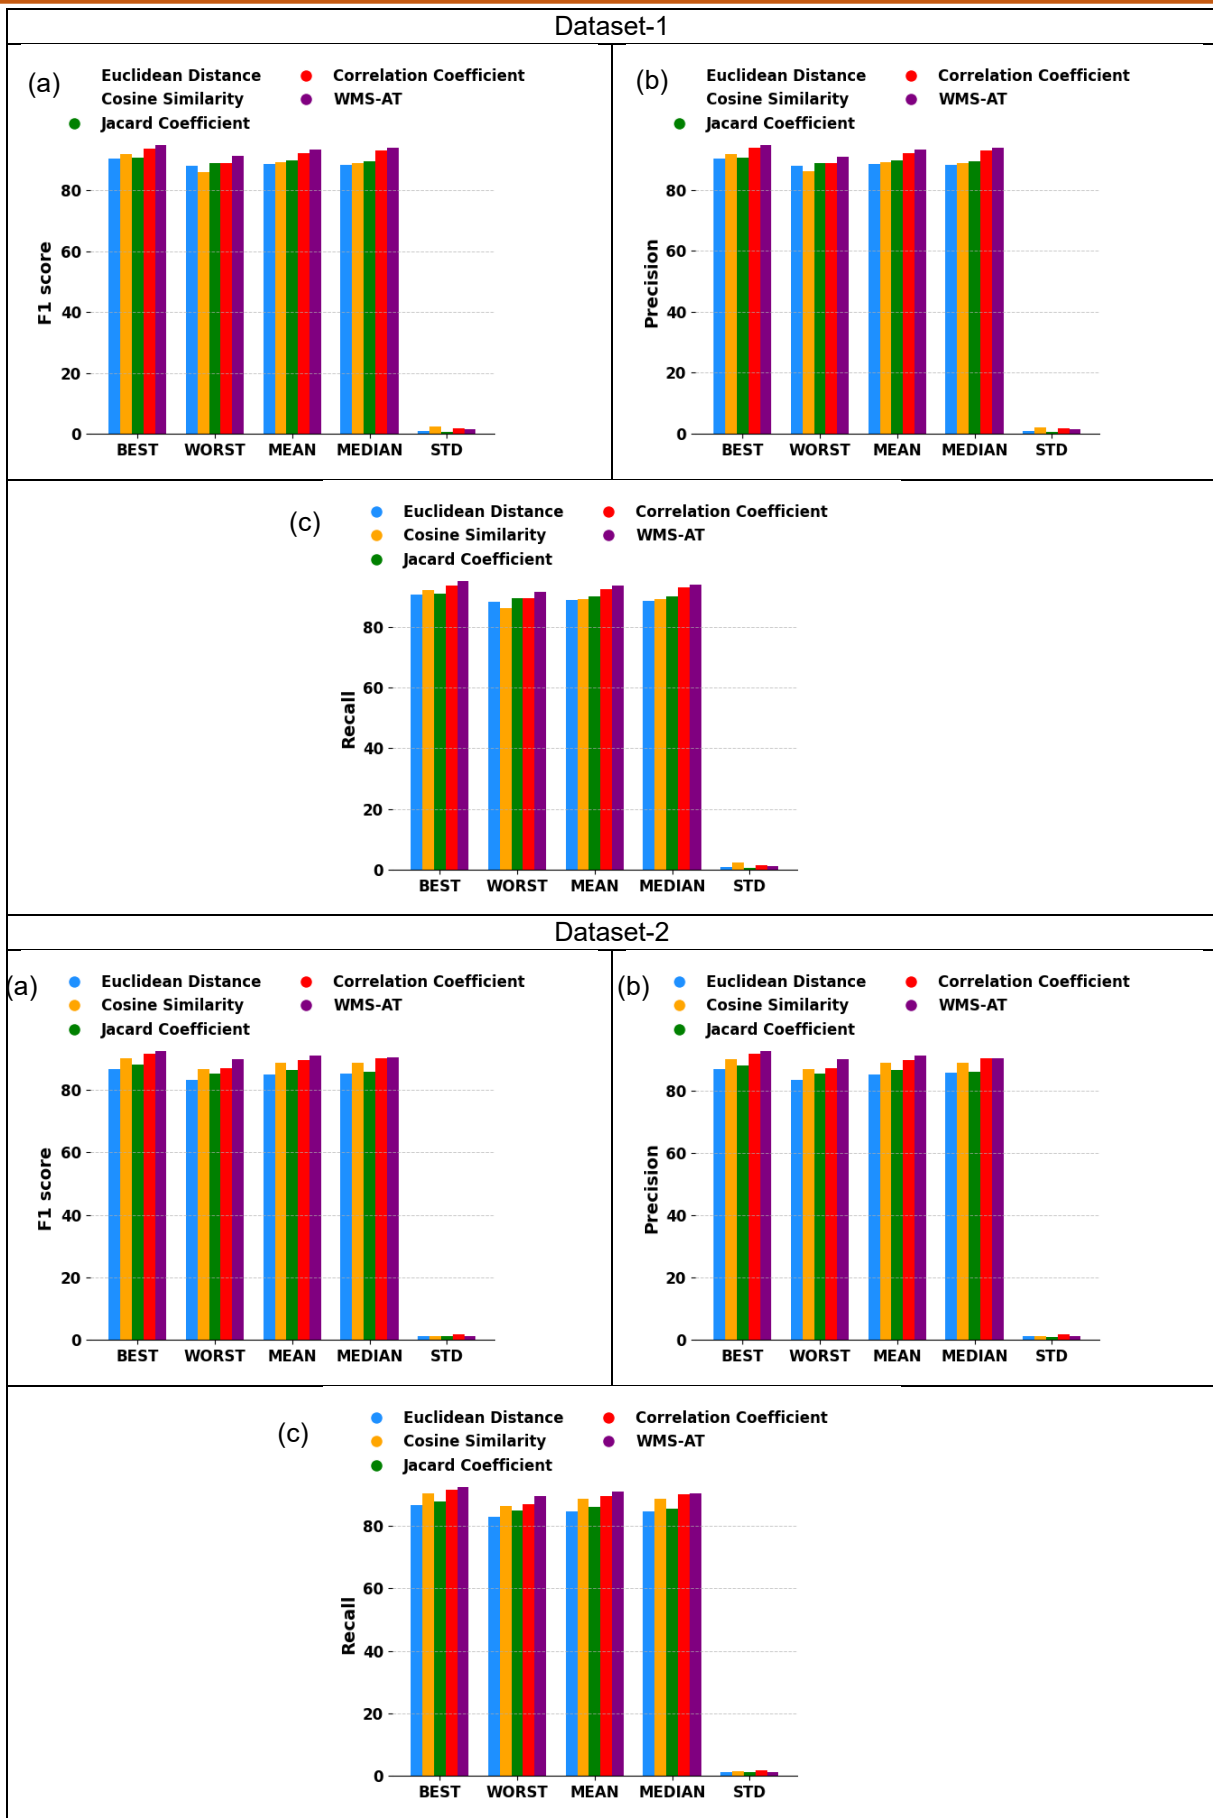 Dataset-1
(a)
Euclidean Distance
Correlation Coefficient
Cosine Similarity
WMS-AT
Jacard Coefficient
F1 score
80
60
40
20
0
BEST WORST MEAN MEDIAN STD
(b)
Euclidean Distance
Correlation Coefficient
Cosine Similarity
WMS-AT
Jacard Coefficient
Precision
80
60
40
20
0
BEST WORST MEAN MEDIAN STD
(c)
Euclidean Distance
Correlation Coefficient
Cosine Similarity
WMS-AT
Jacard Coefficient
Recall
80
60
40
20
0
BEST WORST MEAN MEDIAN STD
Dataset-2
(a)
Euclidean Distance
Correlation Coefficient
Cosine Similarity
WMS-AT
Jacard Coefficient
F1 score
80
60
40
20
0
BEST WORST MEAN MEDIAN STD
(b)
Euclidean Distance
Correlation Coefficient
Cosine Similarity
WMS-AT
Jacard Coefficient
Precision
80
60
40
20
0
BEST WORST MEAN MEDIAN STD
(c)
Euclidean Distance
Correlation Coefficient
Cosine Similarity
WMS-AT
Jacard Coefficient
Recall
80
60
40
20
0
BEST WORST MEAN MEDIAN STD